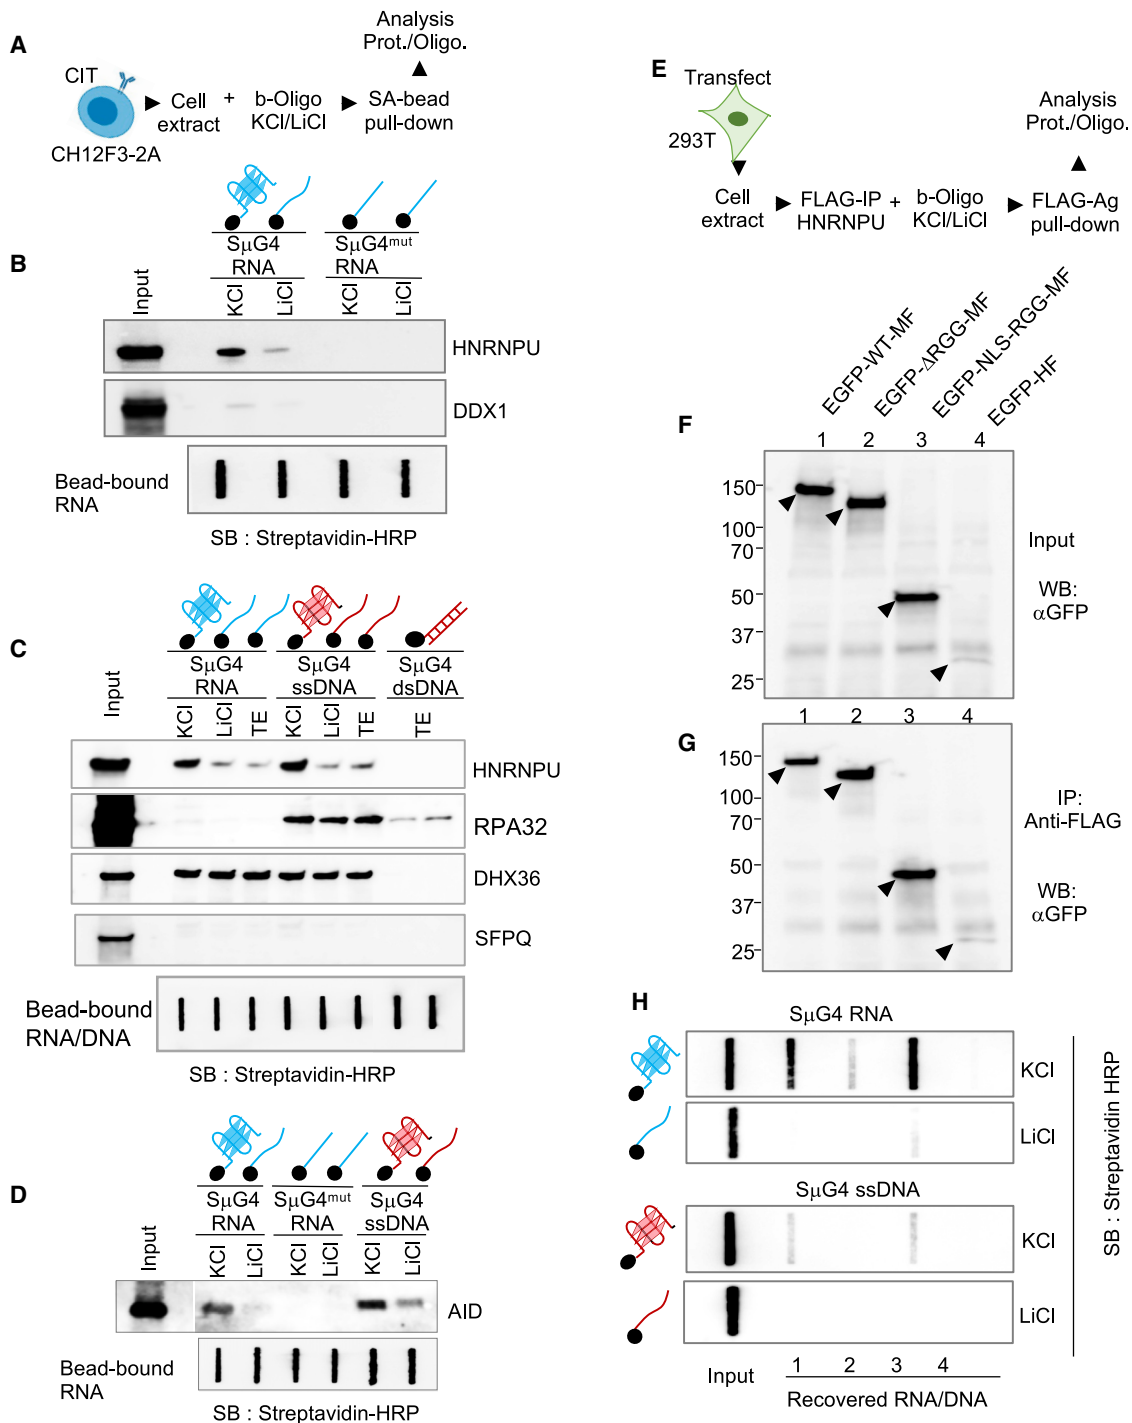 A
CIT
CH12F3-2A
Cell
extract
+
b-Oligo
KCl/LiCl
SA-bead
pull-down
Analysis
Prot./Oligo.
B
Input
SμG4
RNA
SμG4mut
RNA
KCl
LiCl
KCl
LiCl
HNRNPU
DDX1
Bead-bound
RNA
SB : Streptavidin-HRP
C
Input
SμG4
RNA
SμG4
ssDNA
SμG4
dsDNA
KCl
LiCl
TE
KCl
LiCl
TE
TE
HNRNPU
RPA32
DHX36
SFPQ
Bead-bound
RNA/DNA
SB : Streptavidin-HRP
D
Input
SμG4
RNA
SμG4mut
RNA
SμG4
ssDNA
KCl
LiCl
KCl
LiCl
KCl
LiCl
AID
Bead-bound
RNA
SB : Streptavidin-HRP
E
Transfect
293T
Cell
extract
FLAG-IP +
HNRNPU
b-Oligo
KCl/LiCl
FLAG-Ag
pull-down
Analysis
Prot./Oligo.
EGFP-WT-MF
EGFP-ΔRGG-MF
EGFP-NLS-RGG-MF
EGFP-HF
F
1 2 3 4
150
100
70
50
37
25
Input
WB:
αGFP
G
1 2 3 4
150
100
70
50
37
25
IP:
Anti-FLAG
WB:
αGFP
H
SμG4 RNA
KCl
LiCl
SμG4 ssDNA
KCl
LiCl
SB : Streptavidin HRP
Input
1 2 3 4
Recovered RNA/DNA